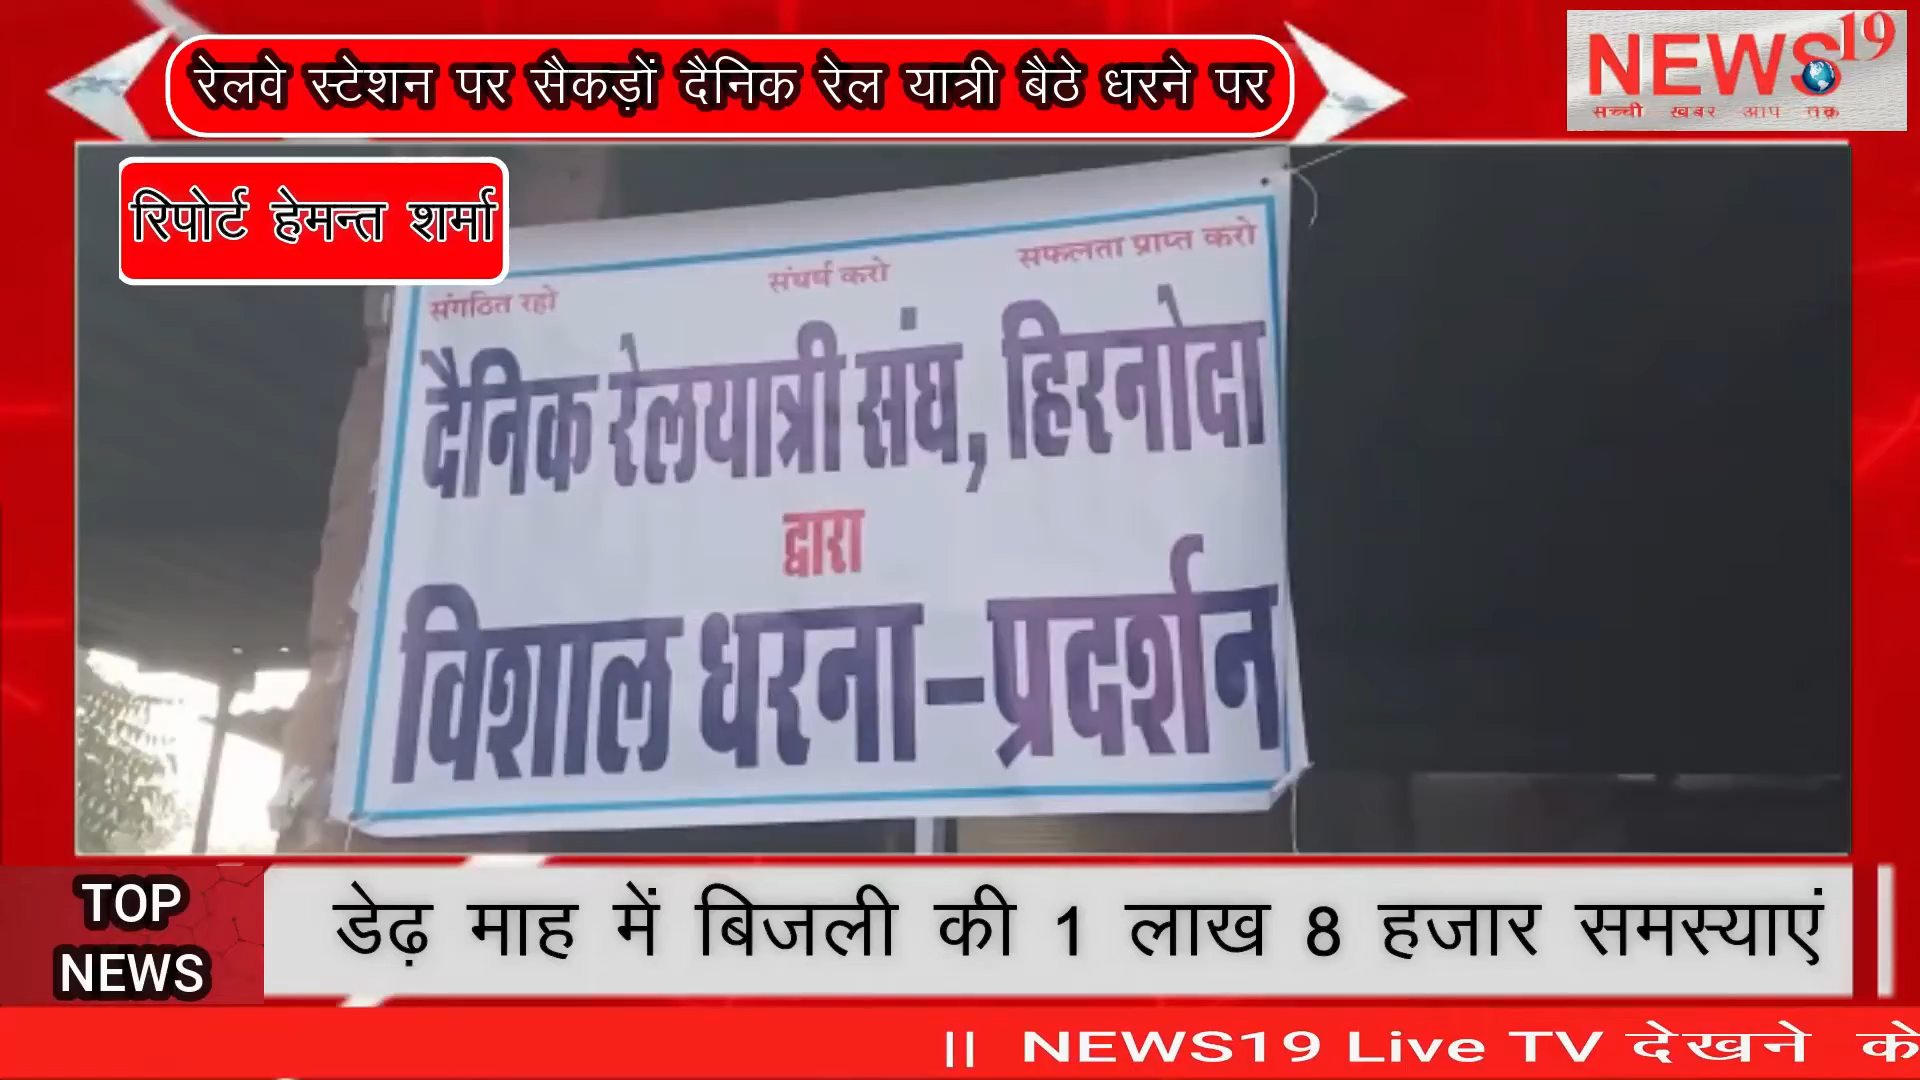 रेलवे स्टेशन पर सैकड़ों दैनिक रेल यात्री बैठे धरने पर
NEWS19
सच्ची खबर आप तक
रिपोर्ट हेमन्त शर्मा
संगठित रहो संघर्ष करो सफलता प्राप्त करो
दैनिक रेलयात्री संघ, हिरनोदा
द्वारा
विशाल धरना-प्रदर्शन
TOP
NEWS
डेढ़ माह में बिजली की 1 लाख 8 हजार समस्याएं
|| NEWS19 Live TV देखने के